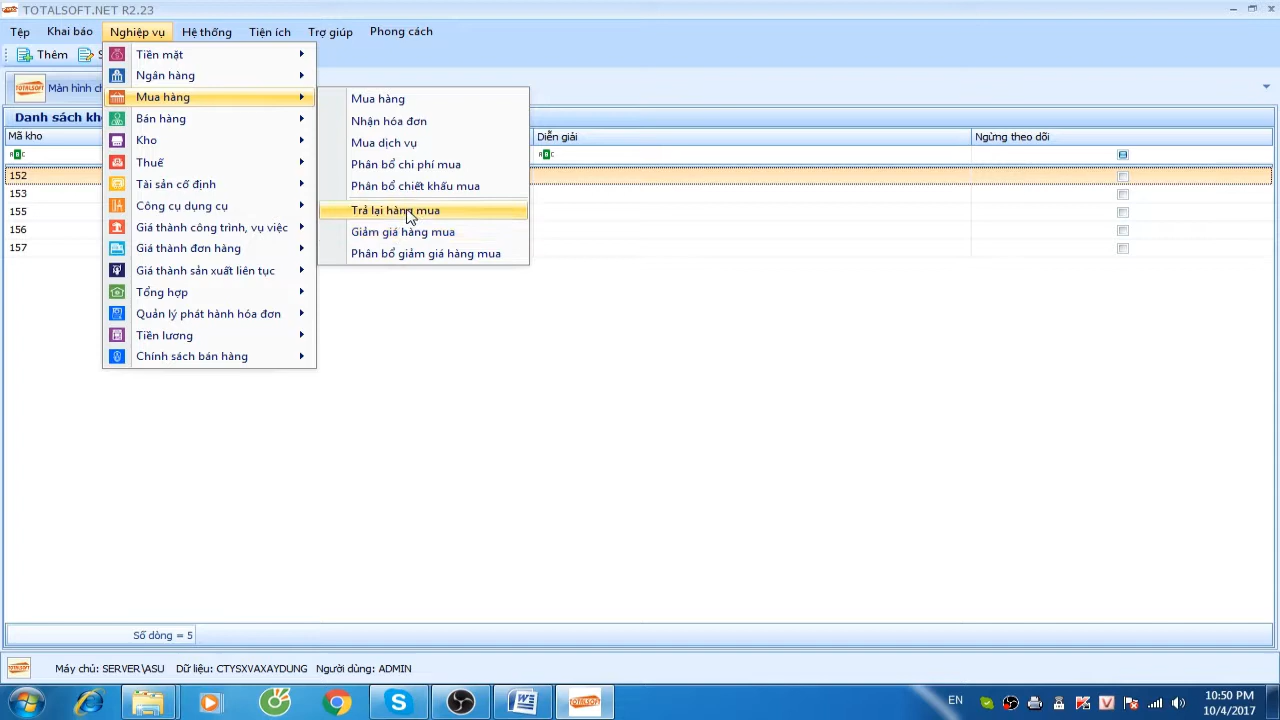 TOTALSOFT.NET R2.23
Tệp Khai báo Nghiệp vụ Hệ thống Tiện ích Trợ giúp Phong cách
Thêm S
TOTALSOFT Màn hình ch
Danh sách kh
Mã kho Diễn giải Ngừng theo dõi
152
153
155
156
157
Tiền mặt
Ngân hàng
Mua hàng
Bán hàng
Kho
Thuế
Tài sản cố định
Công cụ dụng cụ
Giá thành công trình, vụ việc
Giá thành đơn hàng
Giá thành sản xuất liên tục
Tổng hợp
Quản lý phát hành hóa đơn
Tiền lương
Chính sách bán hàng
Mua hàng
Nhận hóa đơn
Mua dịch vụ
Phân bổ chi phí mua
Phân bổ chiết khấu mua
Trả lại hàng mua
Giảm giá hàng mua
Phân bổ giảm giá hàng mua
Số dòng = 5
Máy chủ: SERVER\ASU Dữ liệu: CTYSXVAXAYDUNG Người dùng: ADMIN
EN 10:50 PM
10/4/2017